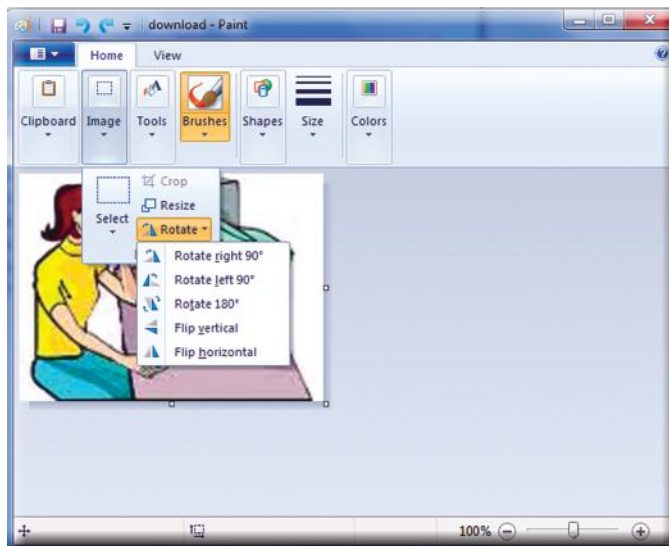 download - Paint
Home View
Clipboard Image Tools Brushes Shapes Size Colors
Crop
Select Resize
Rotate
Rotate right 90°
Rotate left 90°
Rotate 180°
Flip vertical
Flip horizontal
100%